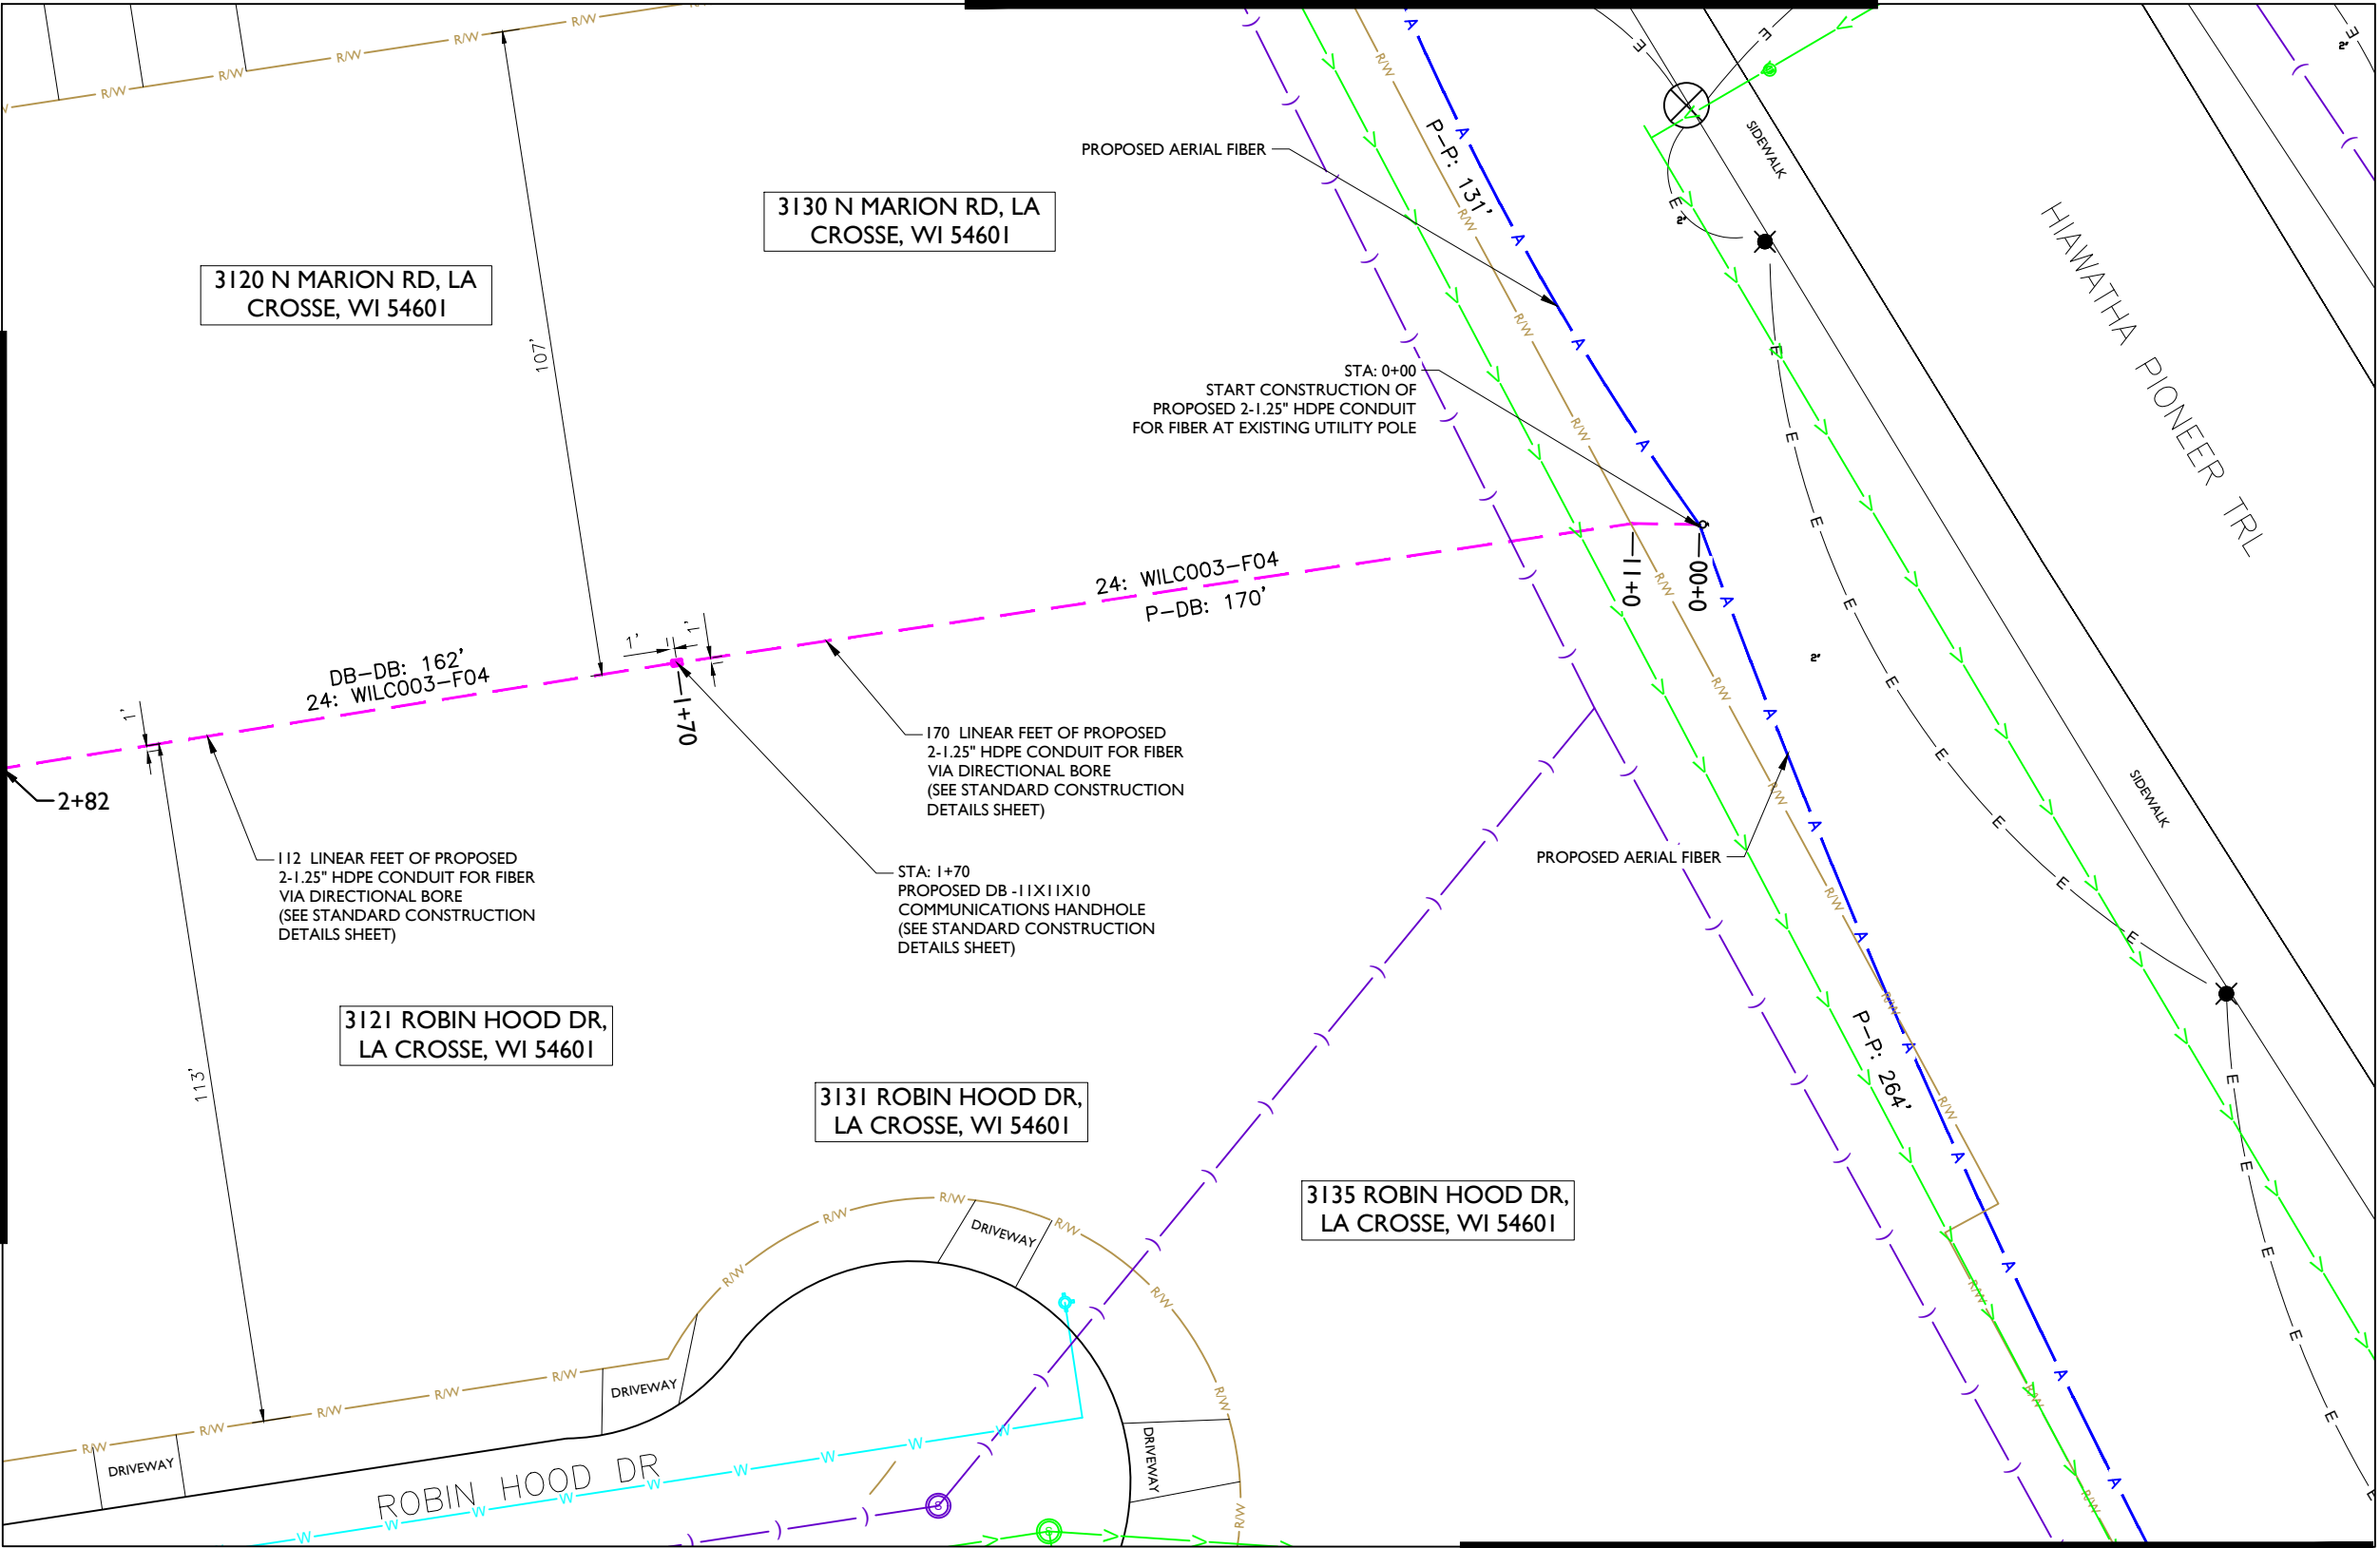 R/W R/W R/W R/W R/W
107'
3120 N MARION RD, LA
CROSSE, WI 54601
3130 N MARION RD, LA
CROSSE, WI 54601
PROPOSED AERIAL FIBER
P-P: 131'
SIDEWALK
HIAWATHA PIONEER TRL
2'
2'
STA: 0+00
START CONSTRUCTION OF
PROPOSED 2-1.25" HDPE CONDUIT
FOR FIBER AT EXISTING UTILITY POLE
0+11
0+00
24: WILC003-F04
P-DB: 170'
1'
1'
DB-DB: 162'
24: WILC003-F04
1'
1+70
2+82
2'
170 LINEAR FEET OF PROPOSED
2-1.25" HDPE CONDUIT FOR FIBER
VIA DIRECTIONAL BORE
(SEE STANDARD CONSTRUCTION
DETAILS SHEET)
112 LINEAR FEET OF PROPOSED
2-1.25" HDPE CONDUIT FOR FIBER
VIA DIRECTIONAL BORE
(SEE STANDARD CONSTRUCTION
DETAILS SHEET)
STA: 1+70
PROPOSED DB -11X11X10
COMMUNICATIONS HANDHOLE
(SEE STANDARD CONSTRUCTION
DETAILS SHEET)
PROPOSED AERIAL FIBER
SIDEWALK
3121 ROBIN HOOD DR,
LA CROSSE, WI 54601
113'
3131 ROBIN HOOD DR,
LA CROSSE, WI 54601
P-P: 264'
3135 ROBIN HOOD DR,
LA CROSSE, WI 54601
DRIVEWAY
DRIVEWAY
DRIVEWAY
DRIVEWAY
R/W R/W R/W R/W R/W
ROBIN HOOD DR
W W W W W W W W W